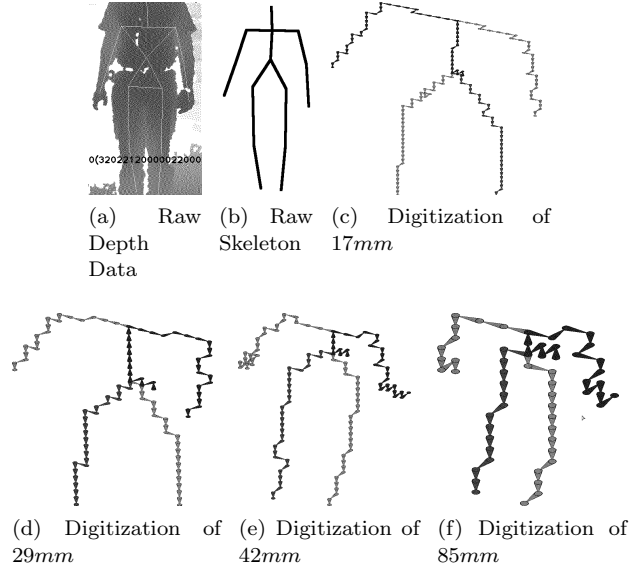 0(32022120000022000
(a) Raw
Depth
Data
(b) Raw
Skeleton
(c) Digitization of
17mm
(d) Digitization of
29mm
(e) Digitization of
42mm
(f) Digitization of
85mm